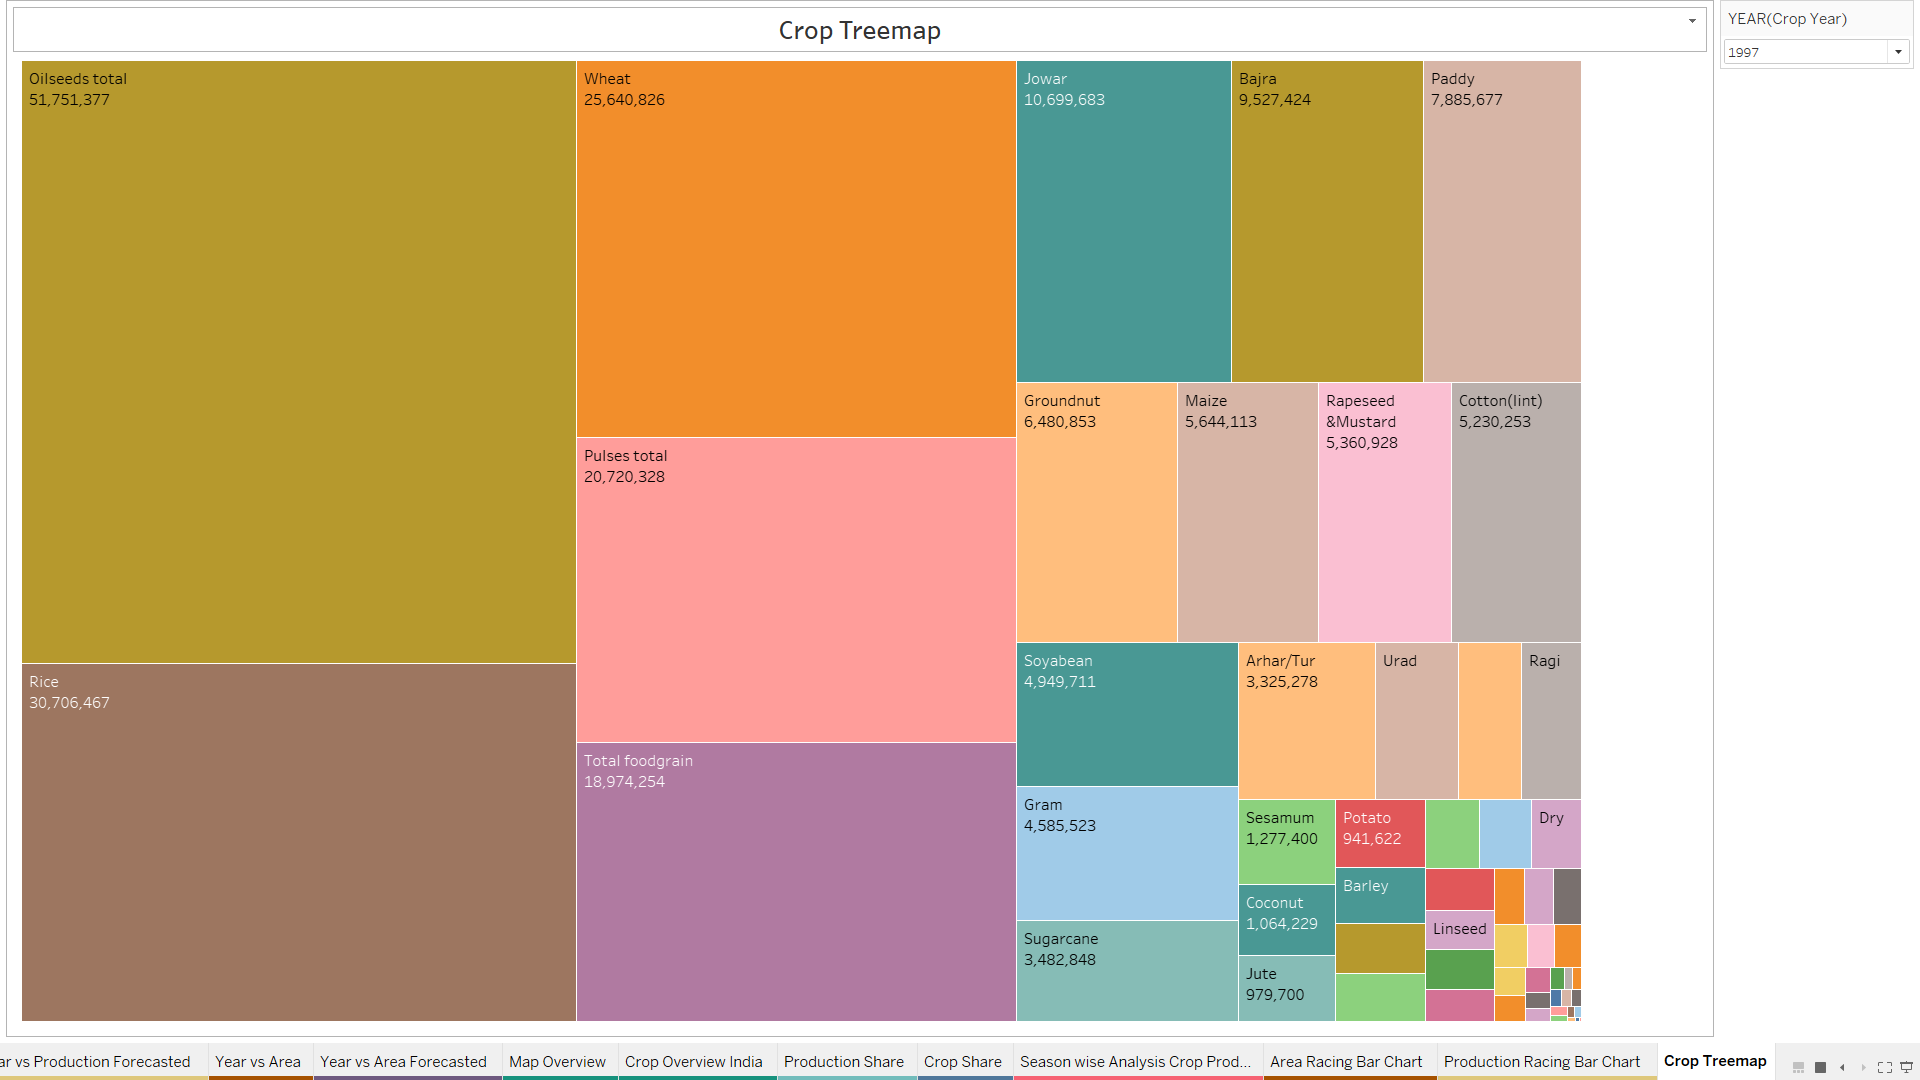 Crop Treemap
YEAR(Crop Year)
1997
Oilseeds total
51,751,377
Rice
30,706,467
Wheat
25,640,826
Pulses total
20,720,328
Total foodgrain
18,974,254
Jowar
10,699,683
Bajra
9,527,424
Paddy
7,885,677
Groundnut
6,480,853
Maize
5,644,113
Rapeseed
&Mustard
5,360,928
Cotton(lint)
5,230,253
Soyabean
4,949,711
Gram
4,585,523
Sugarcane
3,482,848
Arhar/Tur
3,325,278
Urad
Ragi
Sesamum
1,277,400
Coconut
1,064,229
Jute
979,700
Potato
941,622
Barley
Dry
Linseed
ar vs Production Forecasted
Year vs Area
Year vs Area Forecasted
Map Overview
Crop Overview India
Production Share
Crop Share
Season wise Analysis Crop Prod...
Area Racing Bar Chart
Production Racing Bar Chart
Crop Treemap